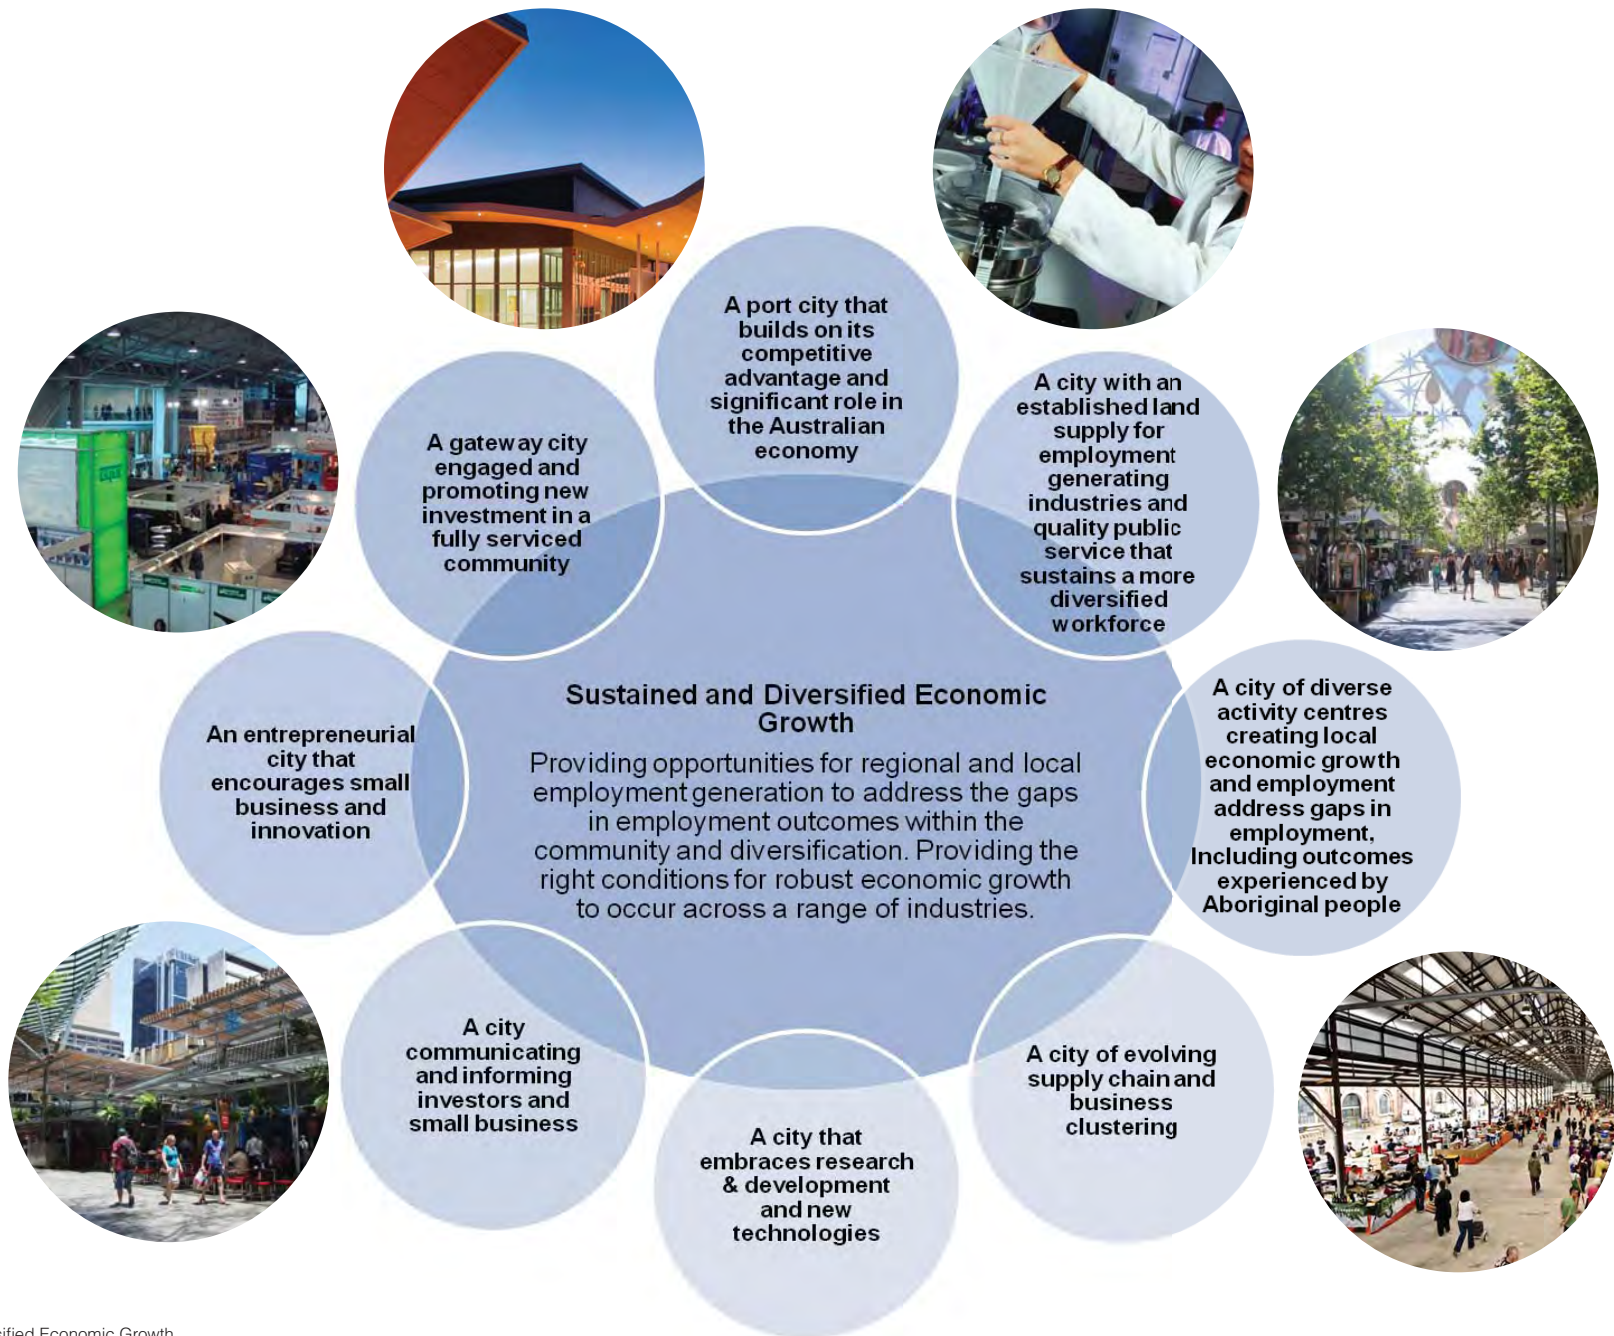 A port city that
builds on its
competitive
advantage and
significant role in
the Australian
economy
A city with an
established land
supply for
employment
generating
industries and
quality public
service that
sustains a more
diversified
workforce
A city of diverse
activity centres
creating local
economic growth
and employment
address gaps in
employment,
Including outcomes
experienced by
Aboriginal people
A city of evolving
supply chain and
business
clustering
A city that
embraces research
& development
and new
technologies
A city
communicating
and informing
investors and
small business
An entrepreneurial
city that
encourages small
business and
innovation
A gateway city
engaged and
promoting new
investment in a
fully serviced
community
Sustained and Diversified Economic
Growth
Providing opportunities for regional and local
employment generation to address the gaps
in employment outcomes within the
community and diversification. Providing the
right conditions for robust economic growth
to occur across a range of industries.
Economic Growth